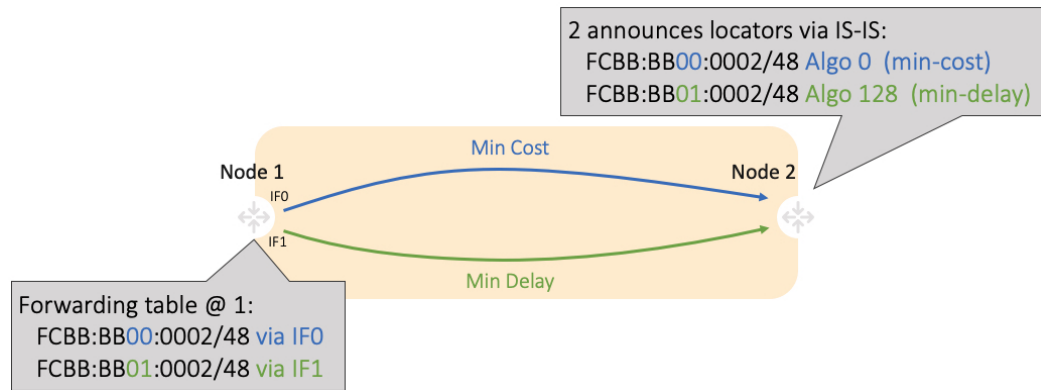 2 announces locators via IS-IS:
FCBB:BB00:0002/48 Algo 0 (min-cost)
FCBB:BB01:0002/48 Algo 128 (min-delay)
Min Cost
Node 1
Node 2
IF0
IF1
Min Delay
Forwarding table @ 1:
FCBB:BB00:0002/48 via IF0
FCBB:BB01:0002/48 via IF1